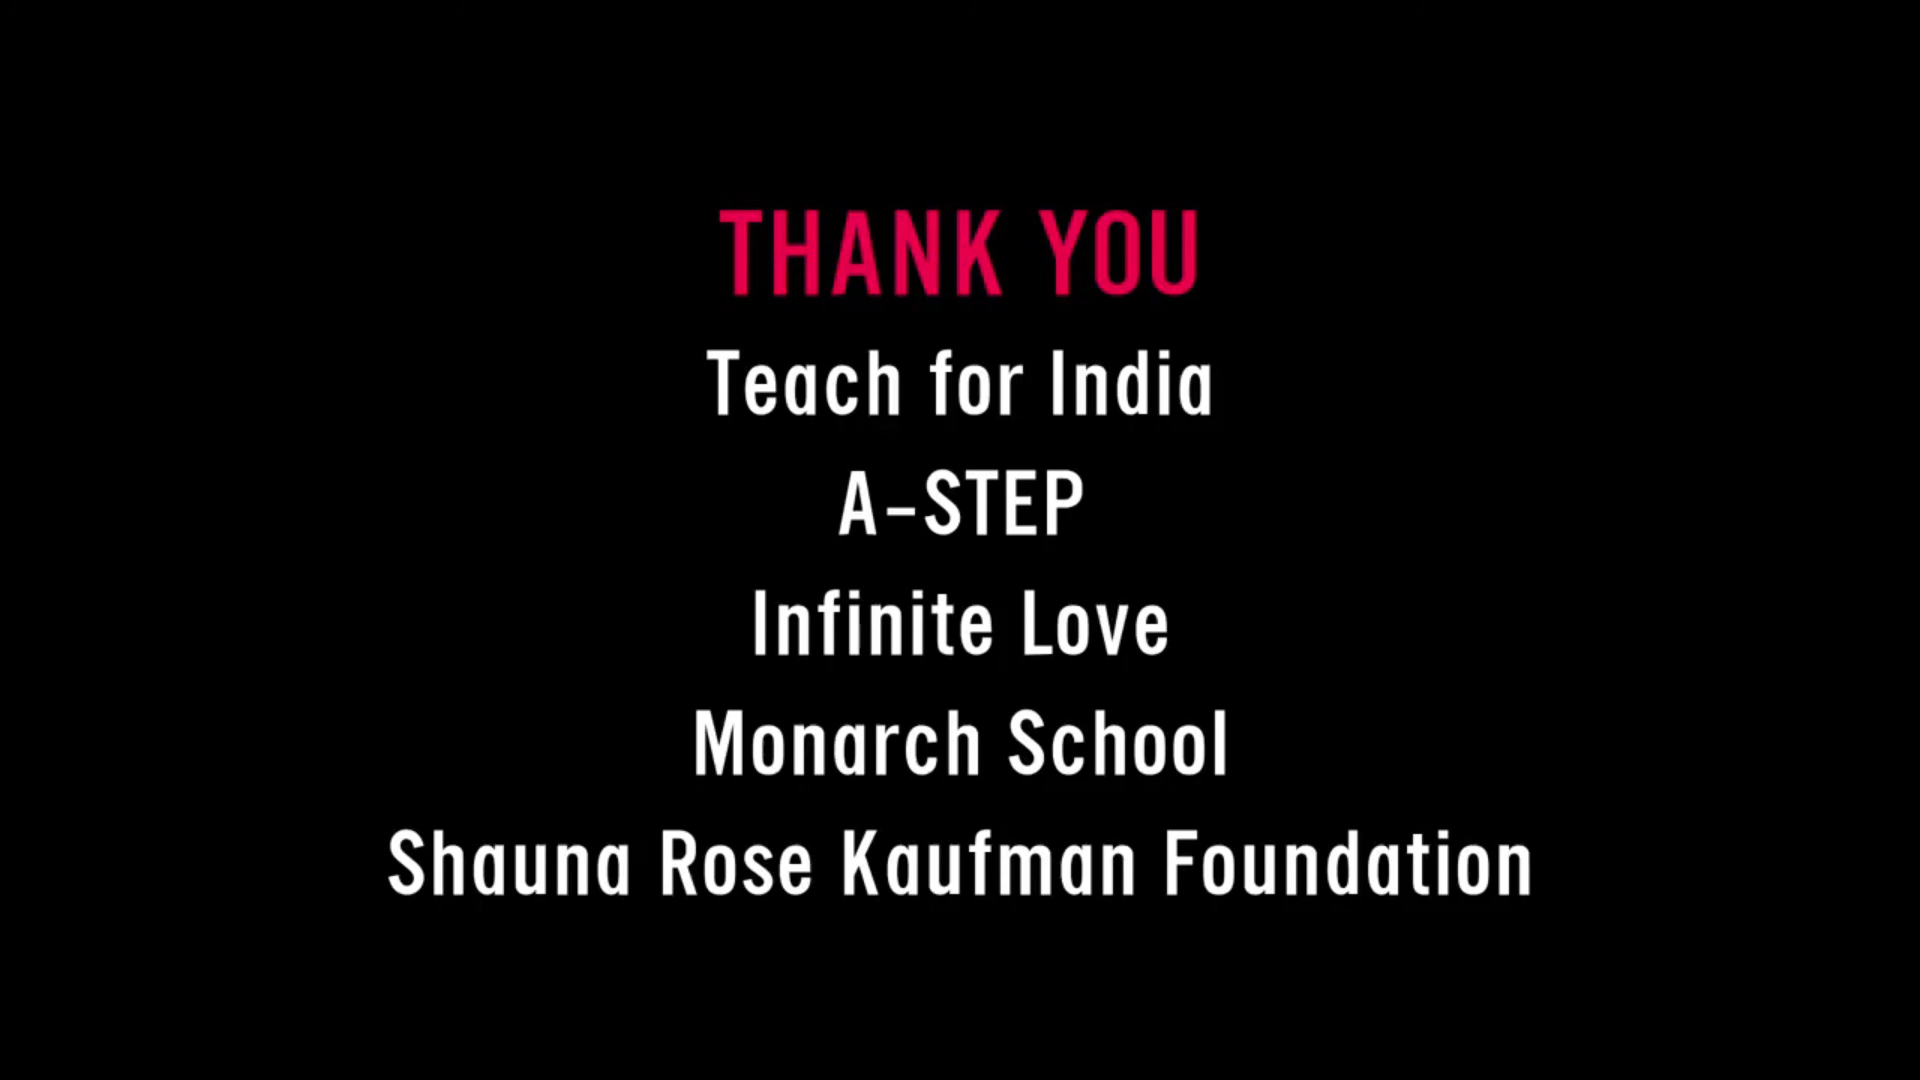 THANK YOU
Teach for India
A-STEP
Infinite Love
Monarch School
Shauna Rose Kaufman Foundation